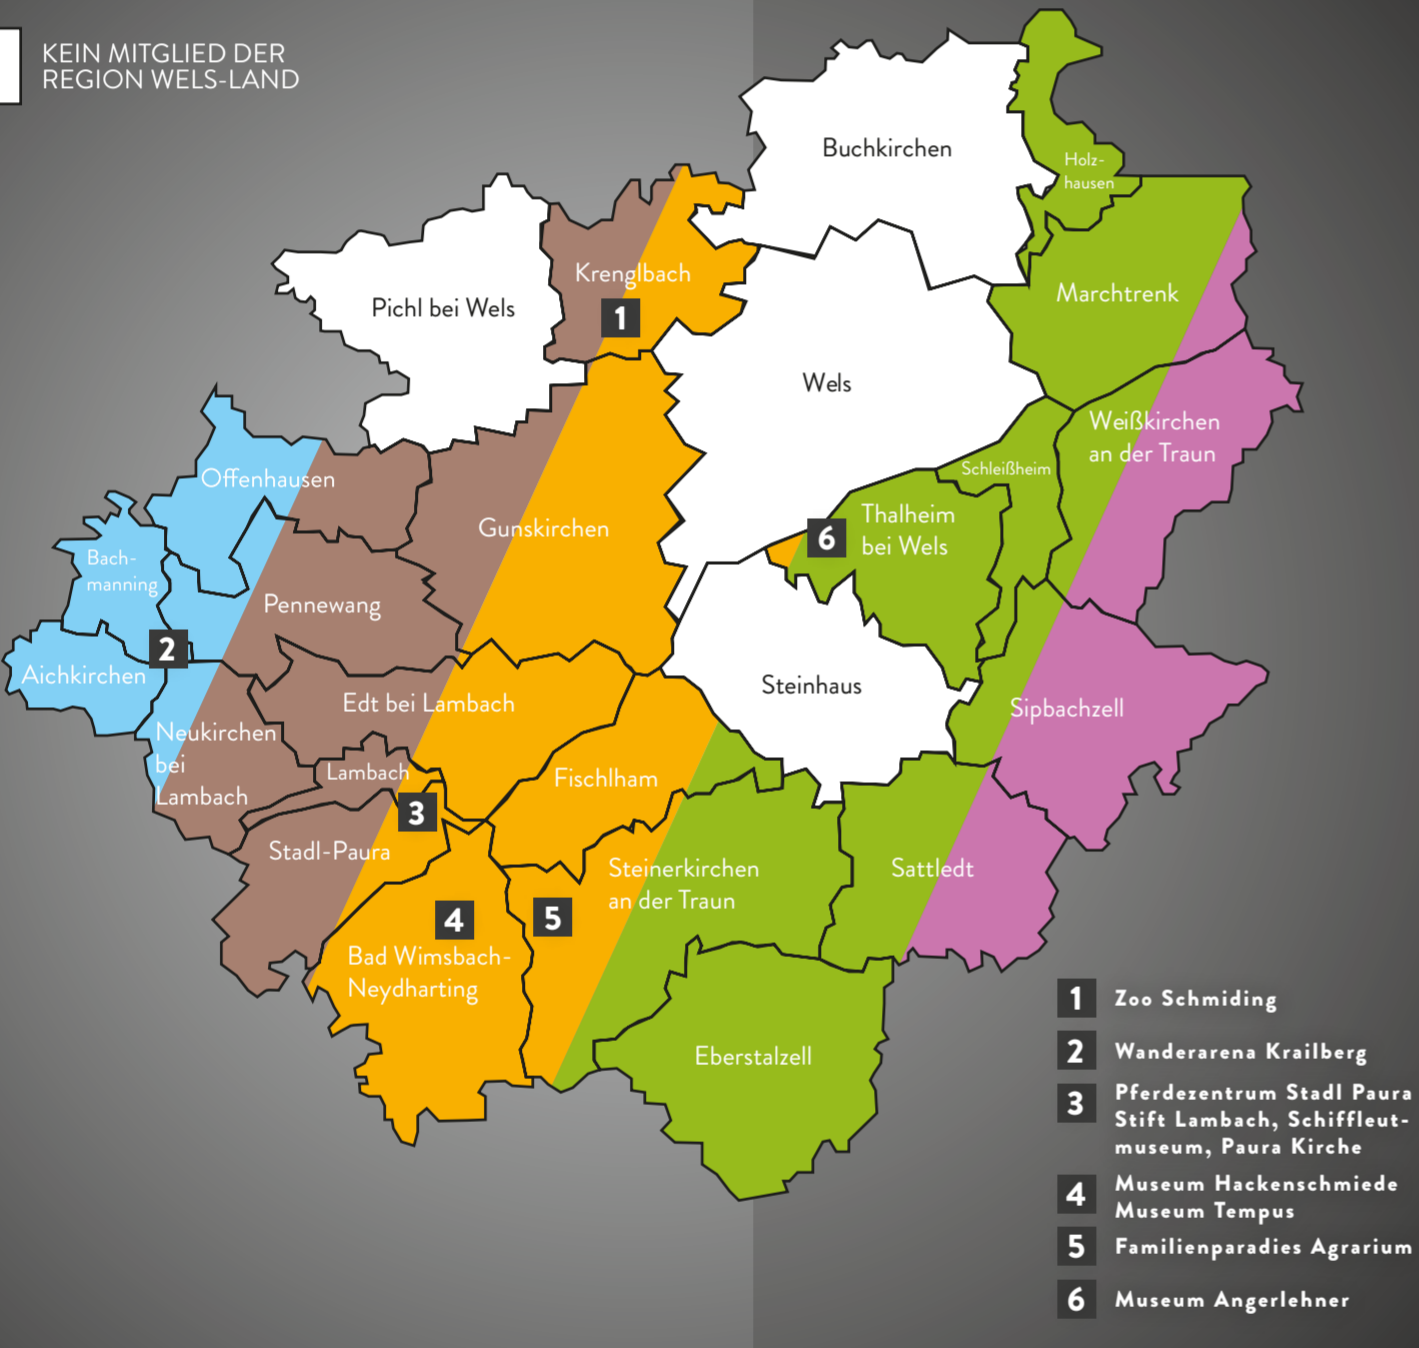 KEIN MITGLIED DER
REGION WELS-LAND
Buchkirchen
Holz-
hausen
Krenglbach
Pichl bei Wels
1
Marchtrenk
Wels
Weißkirchen
an der Traun
Schleißheim
Offenhausen
Gunskirchen
Thalheim
bei Wels
6
Bach-
manning
Pennewang
2
Aichkirchen
Steinhaus
Edt bei Lambach
Sipbachzell
Neukirchen
bei
Lambach
Lambach
Fischlham
3
Stadl-Paura
Steinerkirchen
an der Traun
Sattledt
4
5
Bad Wimsbach-
Neydharting
Eberstalzell
1 Zoo Schmiding
2 Wanderarena Krailberg
3 Pferdezentrum Stadl Paura
Stift Lambach, Schiffleut-
museum, Paura Kirche
4 Museum Hackenschmiede
Museum Tempus
5 Familienparadies Agrarium
6 Museum Angerlehner